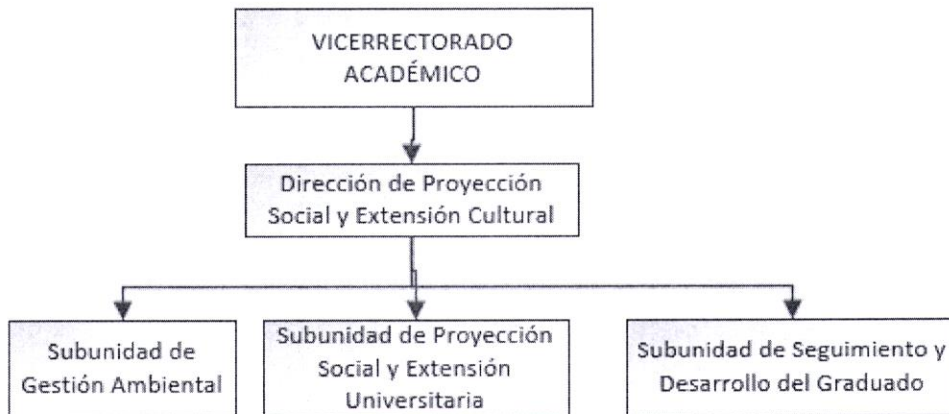 VICERRECTORADO
ACADÉMICO
Dirección de Proyección
Social y Extensión Cultural
Subunidad de
Gestión Ambiental
Subunidad de Proyección
Social y Extensión
Universitaria
Subunidad de Seguimiento y
Desarrollo del Graduado